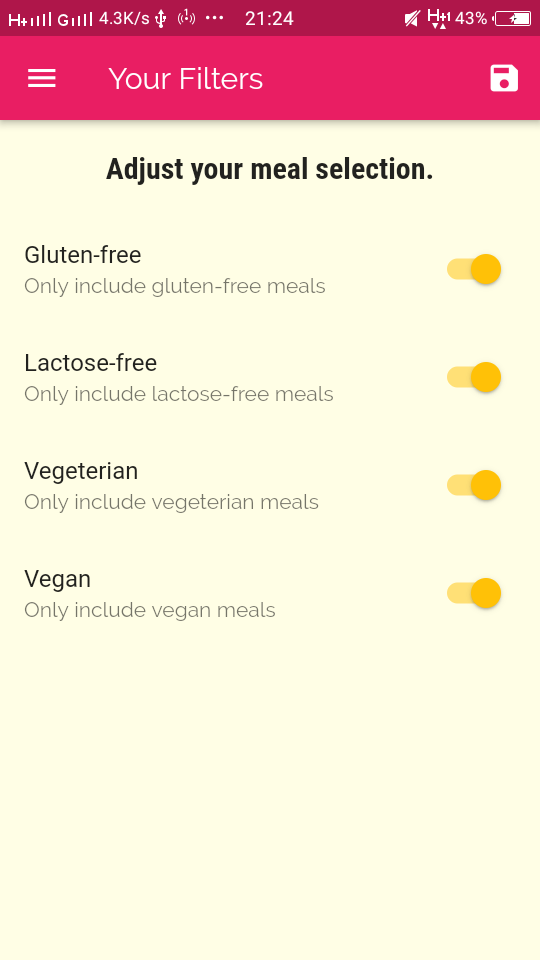 4.3K/s 21:24 43%
Your Filters
Adjust your meal selection.
Gluten-free
Only include gluten-free meals
Lactose-free
Only include lactose-free meals
Vegeterian
Only include vegeterian meals
Vegan
Only include vegan meals